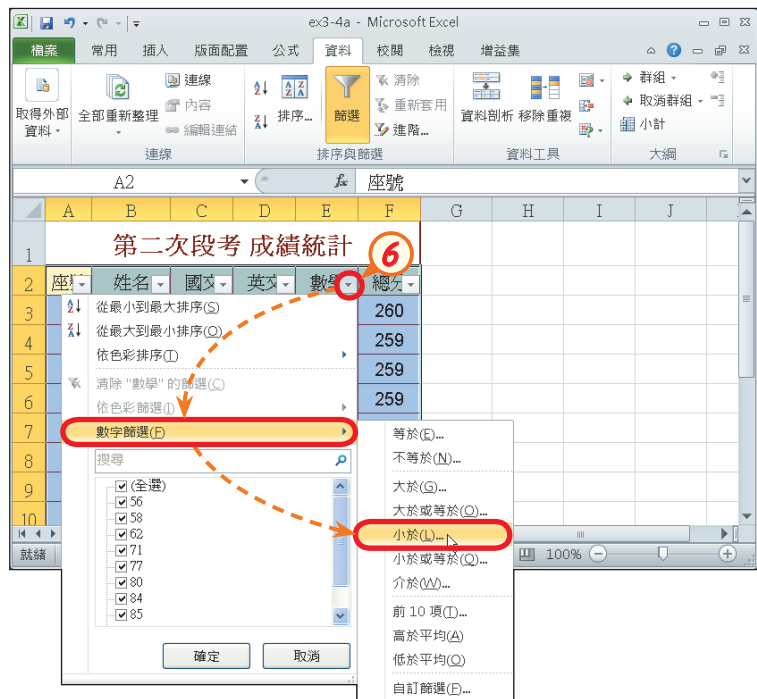 ex3-4a - Microsoft Excel
檔案 常用 插入 版面配置 公式 資料 校閱 檢視 增益集
取得外部資料 全部重新整理 連線 內容 編輯連結 排序... 篩選 清除 重新套用 進階... 資料剖析 移除重複 群組 取消群組 小計
連線 排序與篩選 資料工具 大綱
A2 fx 座號
A B C D E F G H I J
1 第二次段考 成績統計
6
2 姓名 國文 英文 數學 總分
3 從最小到最大排序(S) 260
4 從最大到最小排序(O) 259
依色彩排序(T)
5 259
清除 "數學" 的篩選(C)
6 依色彩篩選(I) 259
7 數字篩選(F) 等於(E)...
8 搜尋 不等於(N)...
9 (全選) 大於(G)...
56
10 58 大於或等於(O)...
62 小於(L)...
就緒 71 小於或等於(Q)... 100%
77
80 介於(W)...
84 前 10 項(T)...
85
高於平均(A)
確定 取消 低於平均(O)
自訂篩選(F)...